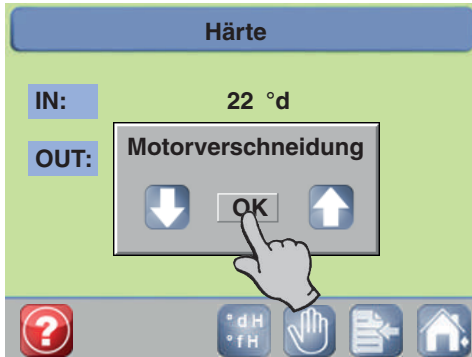 Härte
IN:
22 °d
OUT:
Motorverschneidung
OK
?
°dH
°fH